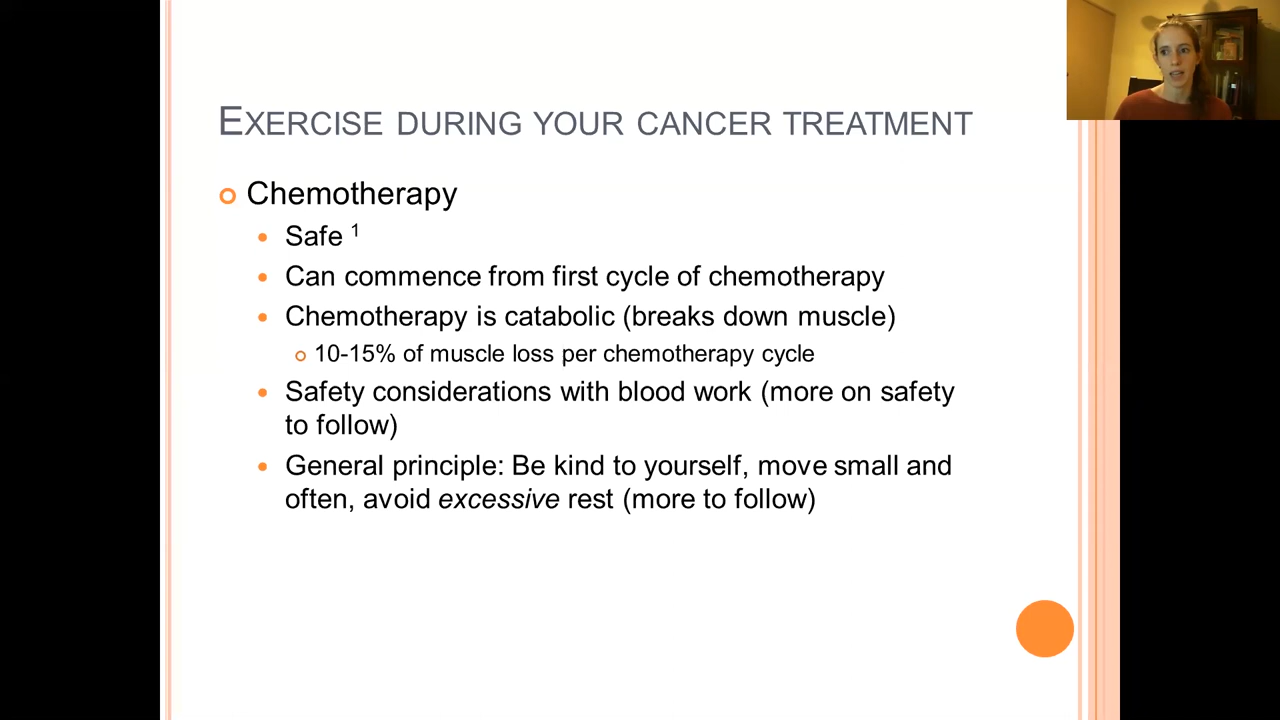 EXERCISE DURING YOUR CANCER TREATMENT
Chemotherapy
Safe ¹
Can commence from first cycle of chemotherapy
Chemotherapy is catabolic (breaks down muscle)
10-15% of muscle loss per chemotherapy cycle
Safety considerations with blood work (more on safety
to follow)
General principle: Be kind to yourself, move small and
often, avoid excessive rest (more to follow)